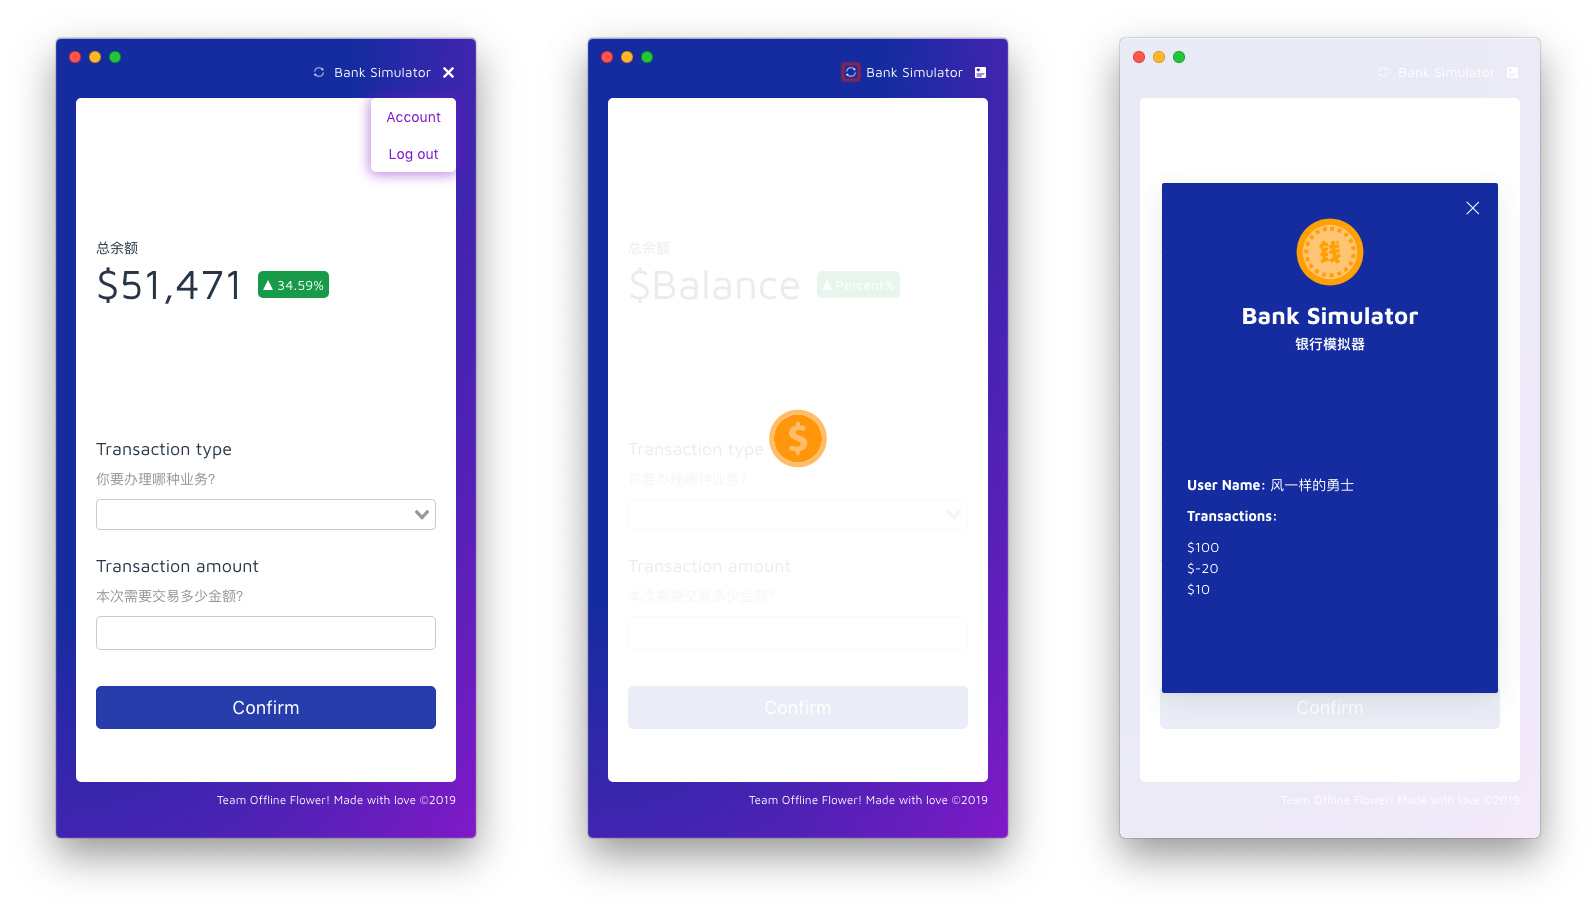 Bank Simulator
Account
Log out
总余额
$51,471 ▲ 34.59%
Transaction type
你要办理哪种业务?
Transaction amount
本次需要交易多少金额?
Confirm
Team Offline Flower! Made with love ©2019
Bank Simulator
总余额
$Balance ▲ Percent%
$
Transaction type
你要办理哪种业务?
Transaction amount
本次需要交易多少金额?
Confirm
Team Offline Flower! Made with love ©2019
Bank Simulator
钱
Bank Simulator
银行模拟器
User Name: 风一样的勇士
Transactions:
$100
$-20
$10
Confirm
Team Offline Flower! Made with love ©2019